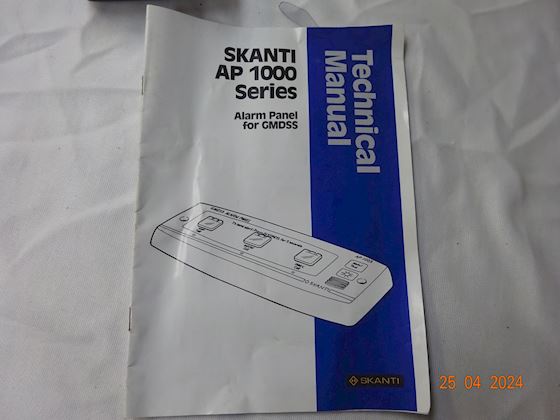 SKANTI
AP 1000
Series
Alarm Panel
for GMDSS
Technical
Manual
SKANTI
25 04 2024